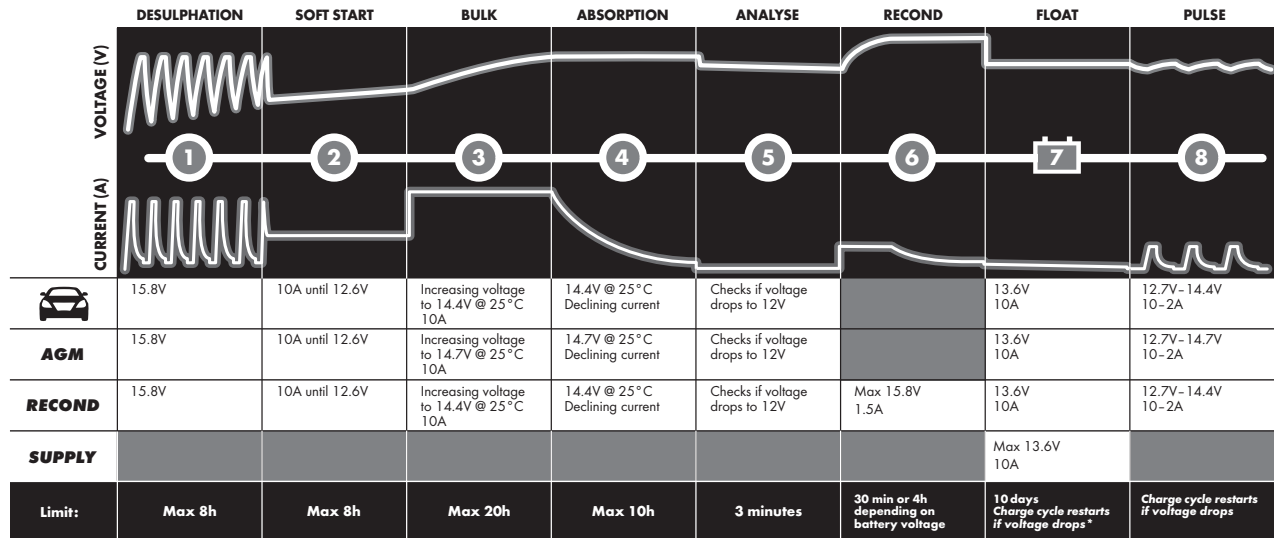 DESULPHATION SOFT START BULK ABSORPTION ANALYSE RECOND FLOAT PULSE
VOLTAGE (V)
1 2 3 4 5 6 7 8
CURRENT (A)
15.8V
10A until 12.6V
Increasing voltage
to 14.4V @ 25°C
10A
14.4V @ 25°C
Declining current
Checks if voltage
drops to 12V
13.6V
10A
12.7V–14.4V
10–2A
AGM
15.8V
10A until 12.6V
Increasing voltage
to 14.7V @ 25°C
10A
14.7V @ 25°C
Declining current
Checks if voltage
drops to 12V
13.6V
10A
12.7V–14.7V
10–2A
RECOND
15.8V
10A until 12.6V
Increasing voltage
to 14.4V @ 25°C
10A
14.4V @ 25°C
Declining current
Checks if voltage
drops to 12V
Max 15.8V
1.5A
13.6V
10A
12.7V–14.4V
10–2A
SUPPLY
Max 13.6V
10A
Limit:
Max 8h
Max 8h
Max 20h
Max 10h
3 minutes
30 min or 4h
depending on
battery voltage
10 days
Charge cycle restarts
if voltage drops*
Charge cycle restarts
if voltage drops